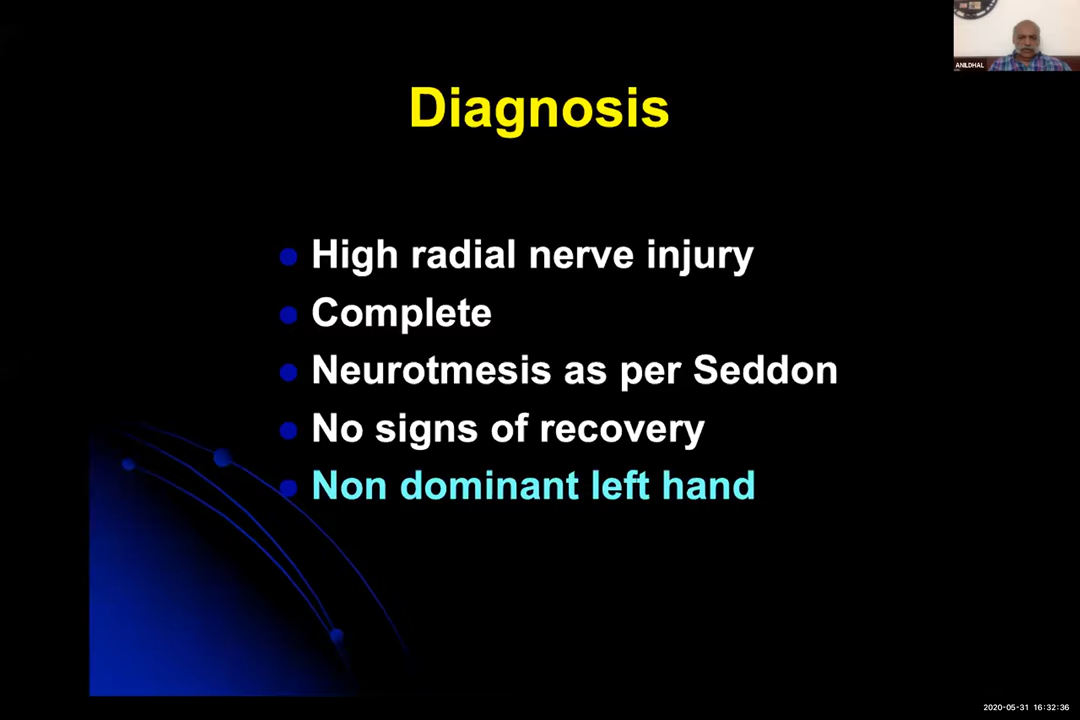 ANILDHAL
Diagnosis
High radial nerve injury
Complete
Neurotmesis as per Seddon
No signs of recovery
Non dominant left hand
2020-05-31 16:32:36